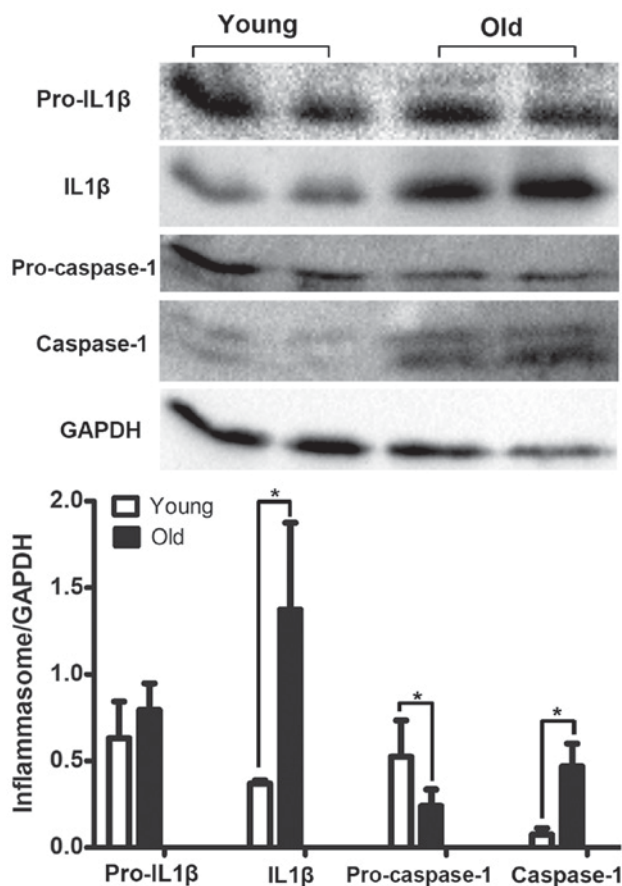 Young Old
Pro-IL1β
IL1β
Pro-caspase-1
Caspase-1
GAPDH
Inflammasome/GAPDH
2.0
1.5
1.0
0.5
0.0
Young
Old
*
*
*
Pro-IL1β IL1β Pro-caspase-1 Caspase-1